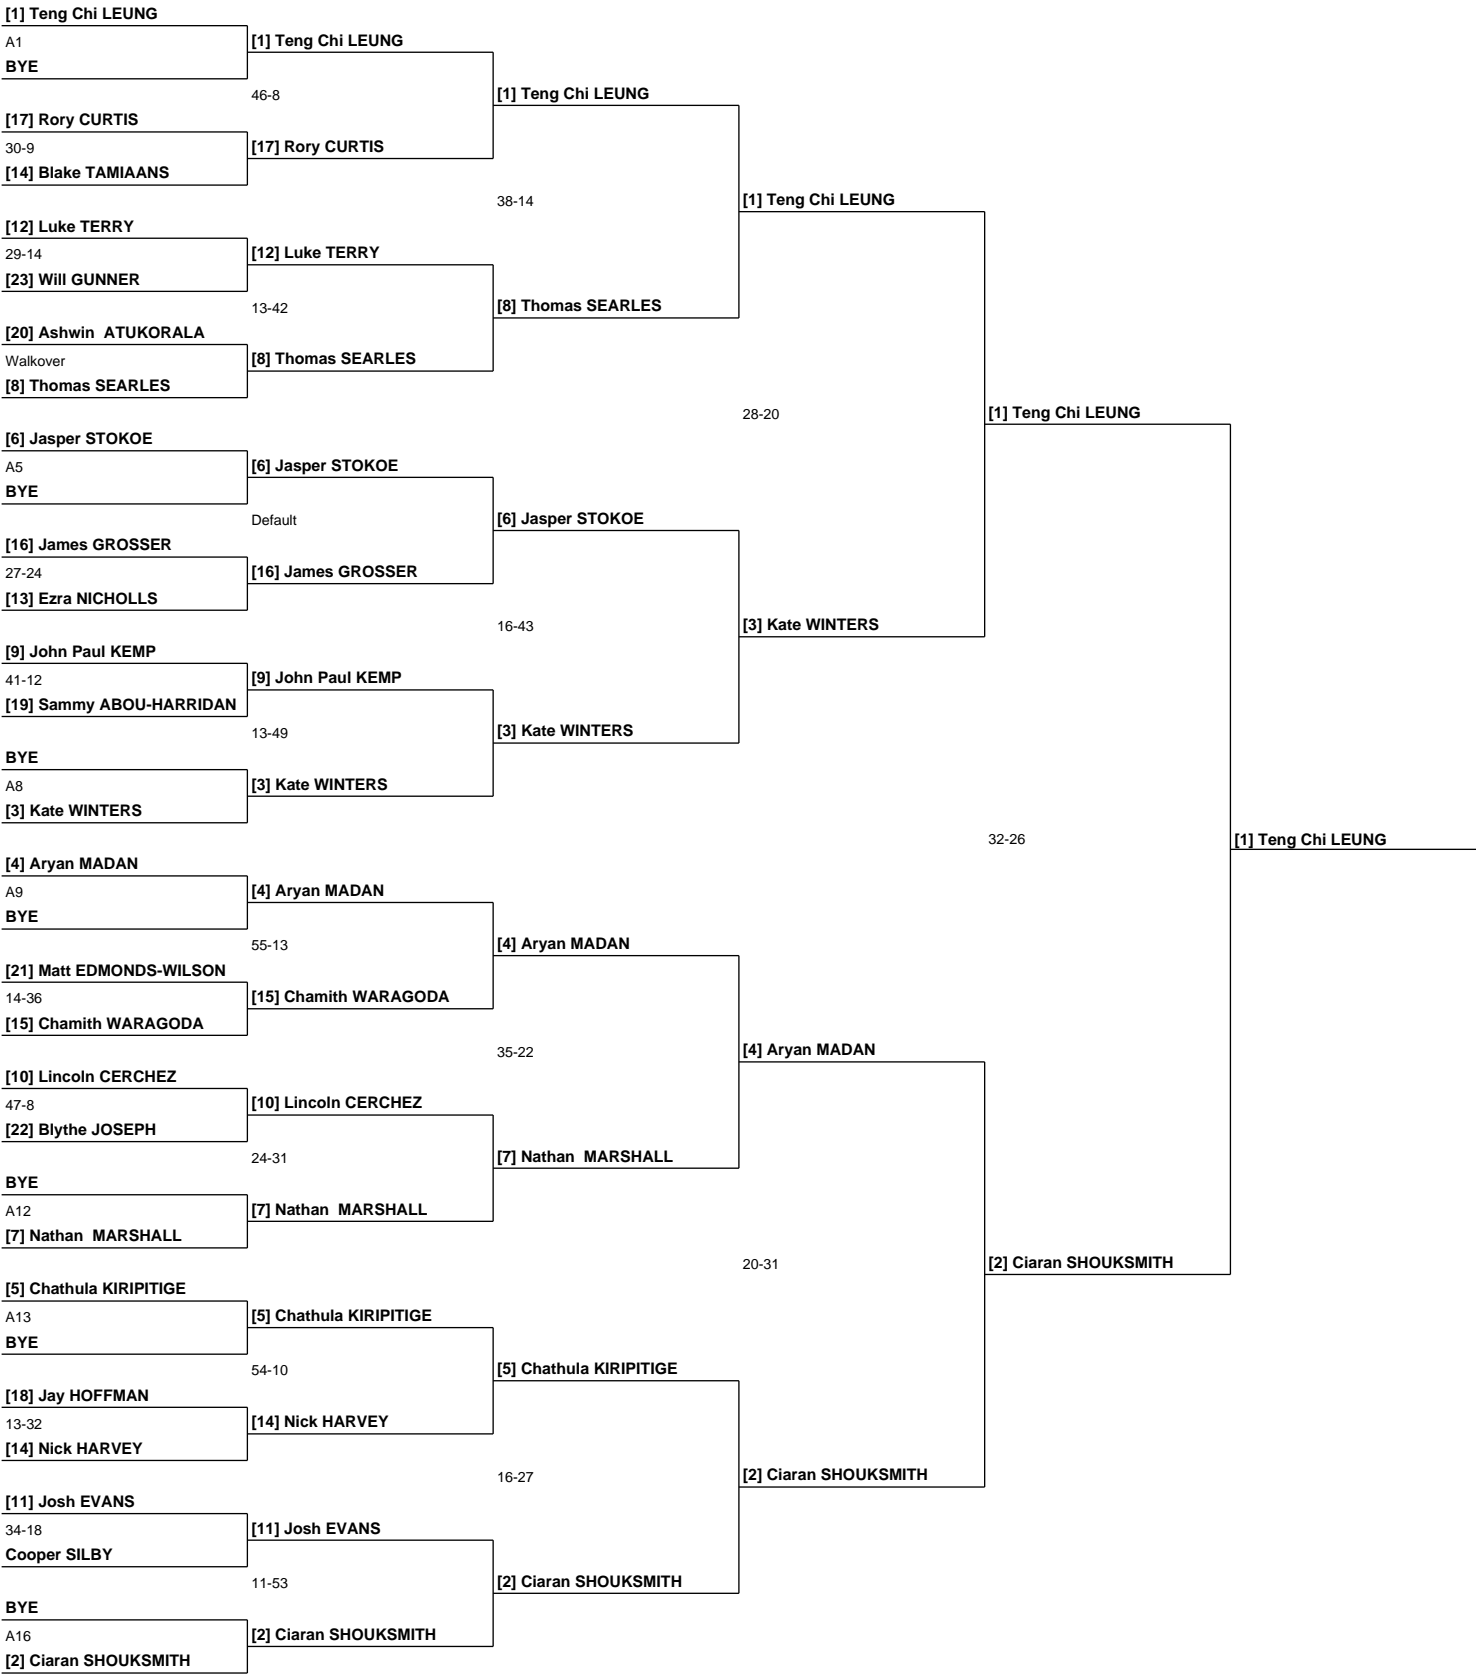 [1] Teng Chi LEUNG
A1
BYE
[17] Rory CURTIS
30-9
[14] Blake TAMIAANS
[12] Luke TERRY
29-14
[23] Will GUNNER
[20] Ashwin  ATUKORALA
Walkover
[8] Thomas SEARLES
[6] Jasper STOKOE
A5
BYE
[16] James GROSSER
27-24
[13] Ezra NICHOLLS
[9] John Paul KEMP
41-12
[19] Sammy ABOU-HARRIDAN
BYE
A8
[3] Kate WINTERS
[4] Aryan MADAN
A9
BYE
[21] Matt EDMONDS-WILSON
14-36
[15] Chamith WARAGODA
[10] Lincoln CERCHEZ
47-8
[22] Blythe JOSEPH
BYE
A12
[7] Nathan  MARSHALL
[5] Chathula KIRIPITIGE
A13
BYE
[18] Jay HOFFMAN
13-32
[14] Nick HARVEY
[11] Josh EVANS
34-18
Cooper SILBY
BYE
A16
[2] Ciaran SHOUKSMITH
[1] Teng Chi LEUNG
46-8
[17] Rory CURTIS
[12] Luke TERRY
13-42
[8] Thomas SEARLES
[6] Jasper STOKOE
Default
[16] James GROSSER
[9] John Paul KEMP
13-49
[3] Kate WINTERS
[4] Aryan MADAN
55-13
[15] Chamith WARAGODA
[10] Lincoln CERCHEZ
24-31
[7] Nathan  MARSHALL
[5] Chathula KIRIPITIGE
54-10
[14] Nick HARVEY
[11] Josh EVANS
11-53
[2] Ciaran SHOUKSMITH
[1] Teng Chi LEUNG
38-14
[8] Thomas SEARLES
[6] Jasper STOKOE
16-43
[3] Kate WINTERS
[4] Aryan MADAN
35-22
[7] Nathan  MARSHALL
[5] Chathula KIRIPITIGE
16-27
[2] Ciaran SHOUKSMITH
[1] Teng Chi LEUNG
28-20
[3] Kate WINTERS
[4] Aryan MADAN
20-31
[2] Ciaran SHOUKSMITH
[1] Teng Chi LEUNG
32-26
[2] Ciaran SHOUKSMITH
[1] Teng Chi LEUNG